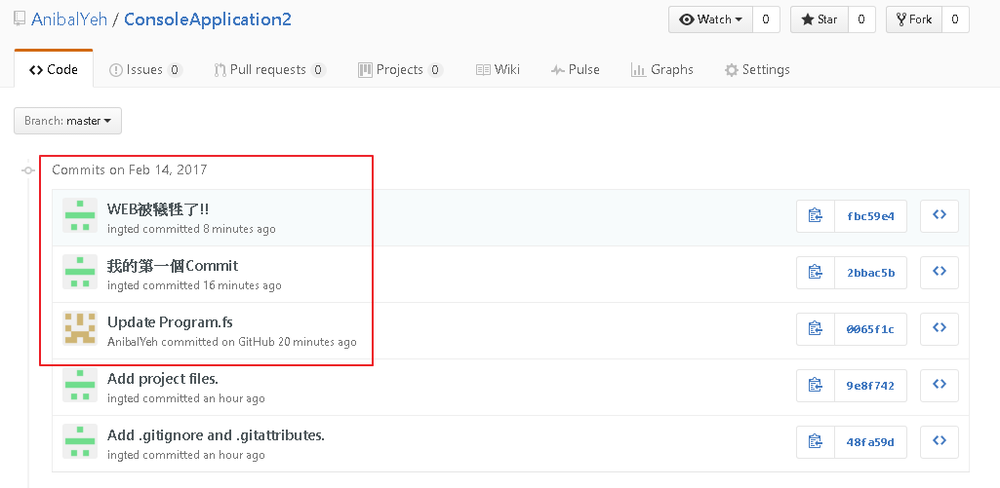 AnibalYeh / ConsoleApplication2
Watch 0 Star 0 Fork 0
Code Issues 0 Pull requests 0 Projects 0 Wiki Pulse Graphs Settings
Branch: master
Commits on Feb 14, 2017
WEB被犧牲了!!
ingted committed 8 minutes ago
fbc59e4
我的第一個Commit
ingted committed 16 minutes ago
2bbac5b
Update Program.fs
AnibalYeh committed on GitHub 20 minutes ago
0065f1c
Add project files.
ingted committed an hour ago
9e8f742
Add .gitignore and .gitattributes.
ingted committed an hour ago
48fa59d